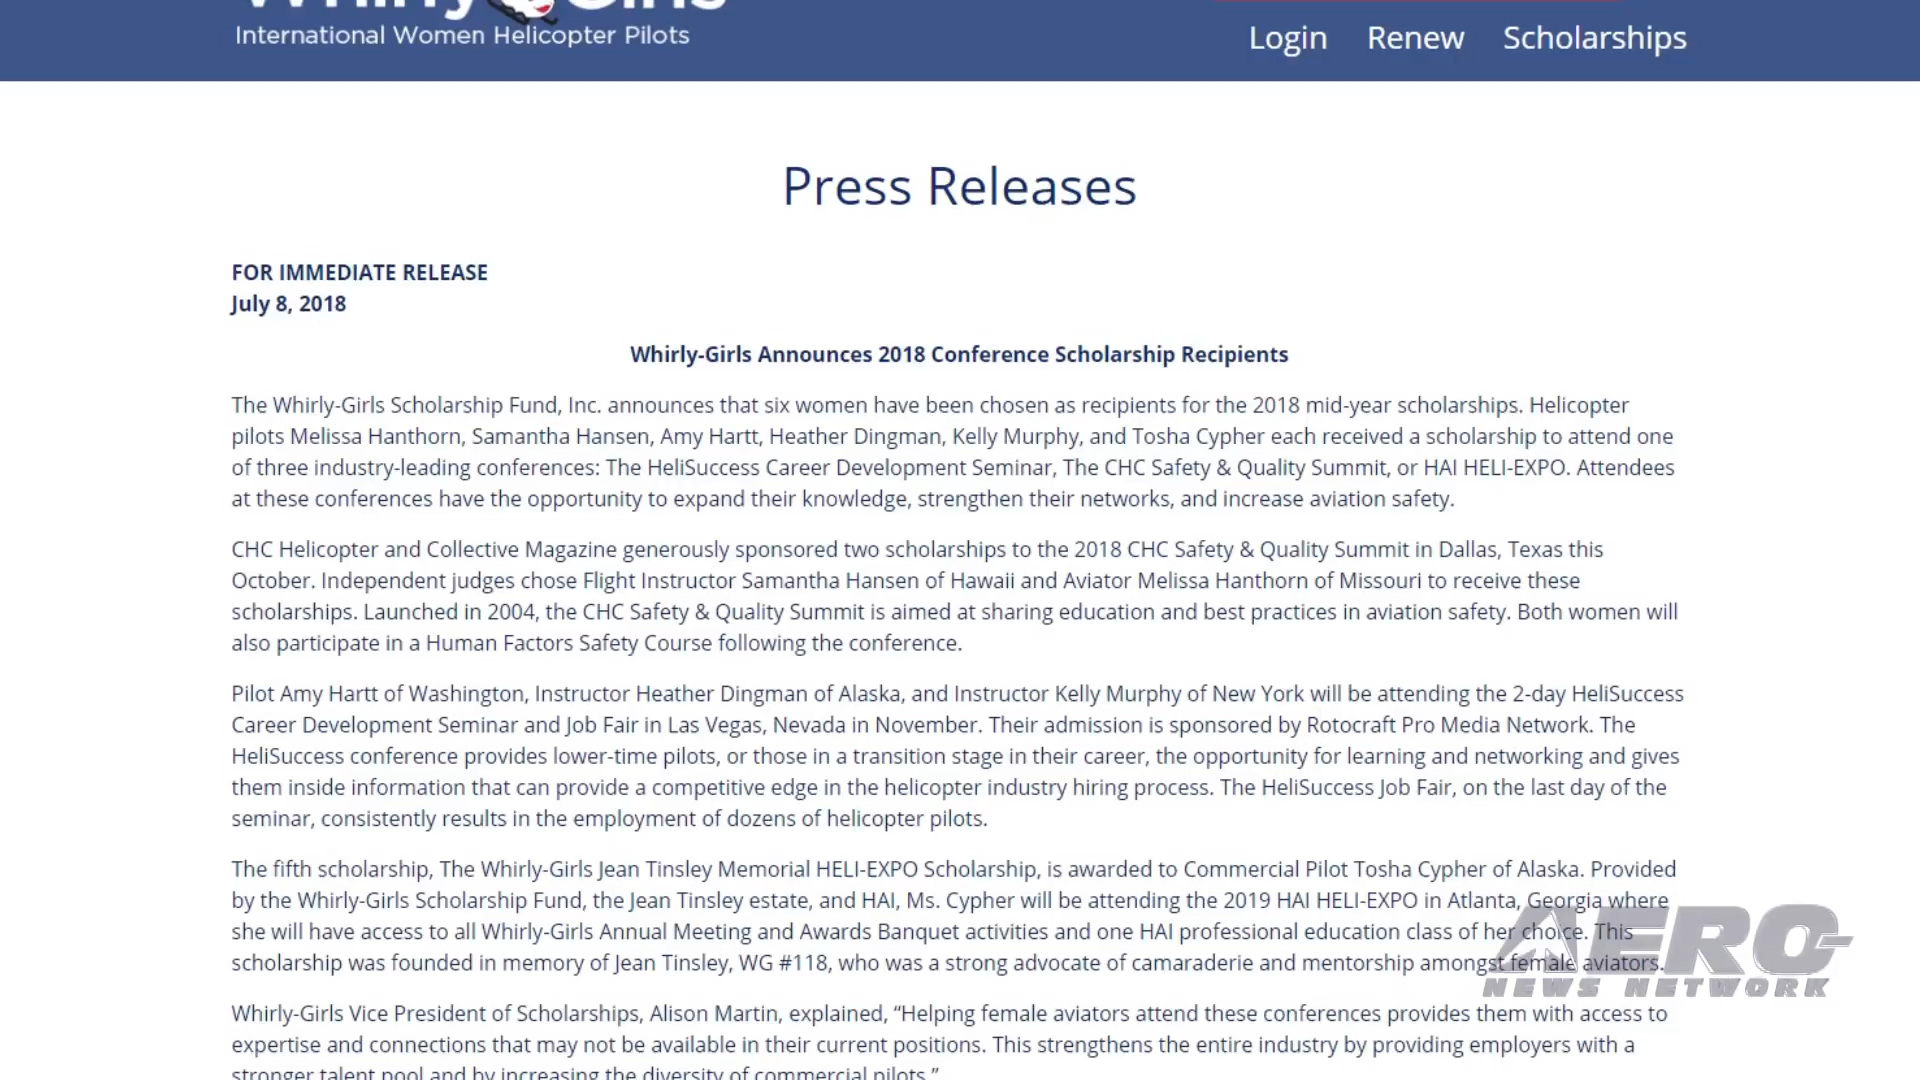 Whirly Girls
International Women Helicopter Pilots
Login Renew Scholarships
Press Releases
FOR IMMEDIATE RELEASE
July 8, 2018
Whirly-Girls Announces 2018 Conference Scholarship Recipients
The Whirly-Girls Scholarship Fund, Inc. announces that six women have been chosen as recipients for the 2018 mid-year scholarships. Helicopter
pilots Melissa Hanthorn, Samantha Hansen, Amy Hartt, Heather Dingman, Kelly Murphy, and Tosha Cypher each received a scholarship to attend one
of three industry-leading conferences: The HeliSuccess Career Development Seminar, The CHC Safety & Quality Summit, or HAI HELI-EXPO. Attendees
at these conferences have the opportunity to expand their knowledge, strengthen their networks, and increase aviation safety.
CHC Helicopter and Collective Magazine generously sponsored two scholarships to the 2018 CHC Safety & Quality Summit in Dallas, Texas this
October. Independent judges chose Flight Instructor Samantha Hansen of Hawaii and Aviator Melissa Hanthorn of Missouri to receive these
scholarships. Launched in 2004, the CHC Safety & Quality Summit is aimed at sharing education and best practices in aviation safety. Both women will
also participate in a Human Factors Safety Course following the conference.
Pilot Amy Hartt of Washington, Instructor Heather Dingman of Alaska, and Instructor Kelly Murphy of New York will be attending the 2-day HeliSuccess
Career Development Seminar and Job Fair in Las Vegas, Nevada in November. Their admission is sponsored by Rotocraft Pro Media Network. The
HeliSuccess conference provides lower-time pilots, or those in a transition stage in their career, the opportunity for learning and networking and gives
them inside information that can provide a competitive edge in the helicopter industry hiring process. The HeliSuccess Job Fair, on the last day of the
seminar, consistently results in the employment of dozens of helicopter pilots.
The fifth scholarship, The Whirly-Girls Jean Tinsley Memorial HELI-EXPO Scholarship, is awarded to Commercial Pilot Tosha Cypher of Alaska. Provided
by the Whirly-Girls Scholarship Fund, the Jean Tinsley estate, and HAI, Ms. Cypher will be attending the 2019 HAI HELI-EXPO in Atlanta, Georgia where
she will have access to all Whirly-Girls Annual Meeting and Awards Banquet activities and one HAI professional education class of her choice. This
scholarship was founded in memory of Jean Tinsley, WG #118, who was a strong advocate of camaraderie and mentorship amongst female aviators.
AERO-
NEWS NETWORK
Whirly-Girls Vice President of Scholarships, Alison Martin, explained, “Helping female aviators attend these conferences provides them with access to
expertise and connections that may not be available in their current positions. This strengthens the entire industry by providing employers with a
stronger talent pool and by increasing the diversity of commercial pilots.”